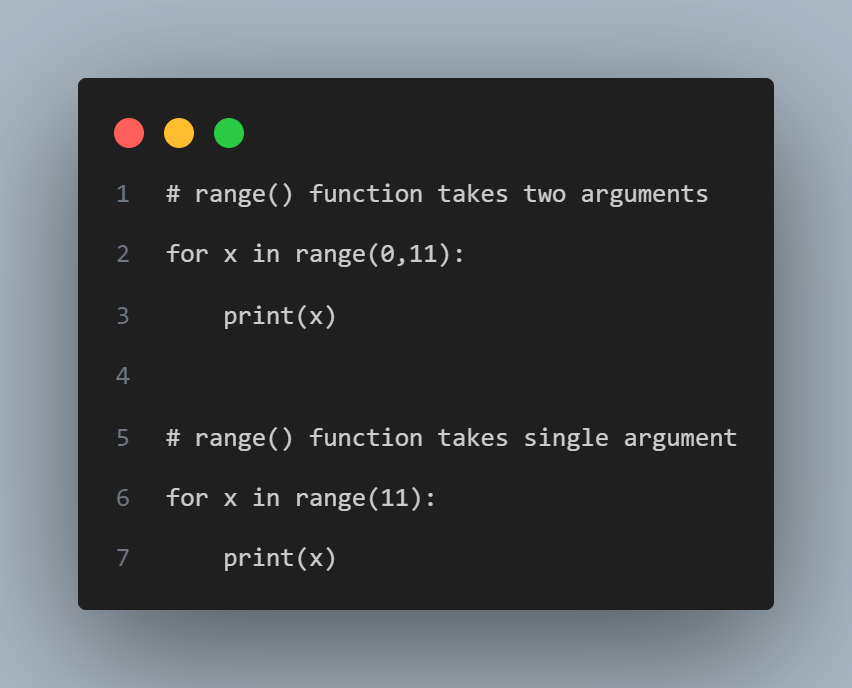 1 # range() function takes two arguments
2 for x in range(0,11):
3     print(x)
4
5 # range() function takes single argument
6 for x in range(11):
7     print(x)